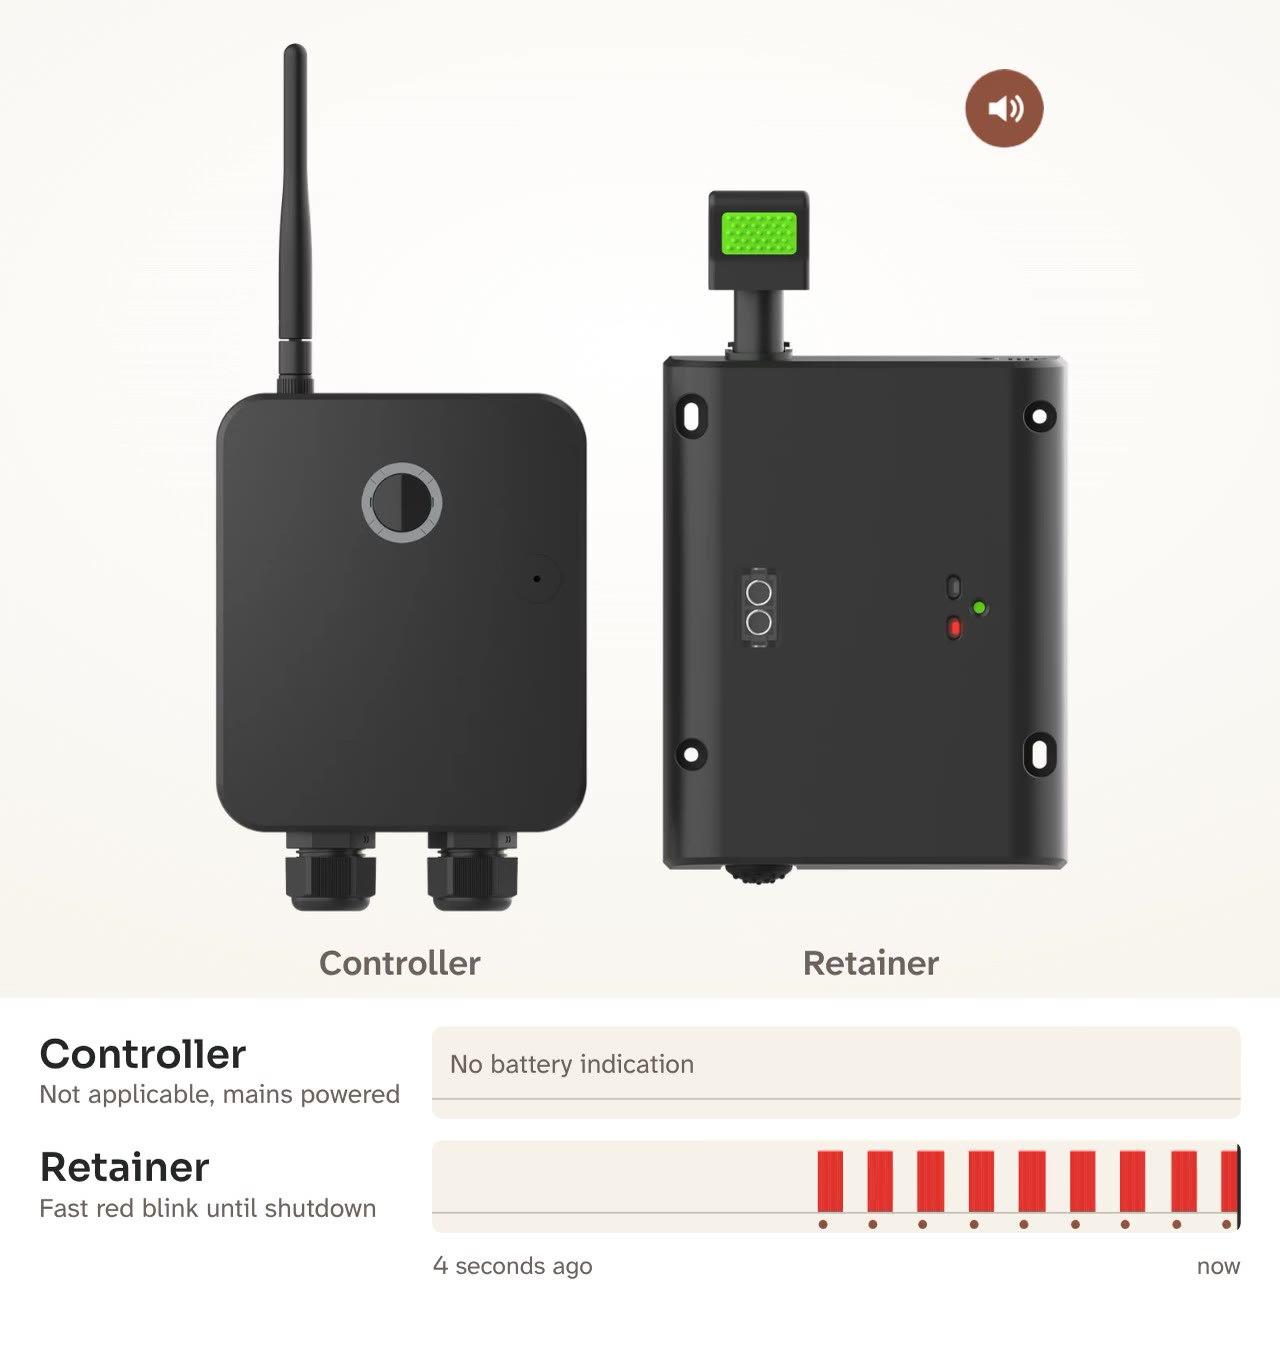 Controller
Retainer
Controller
Not applicable, mains powered
No battery indication
Retainer
Fast red blink until shutdown
4 seconds ago
now